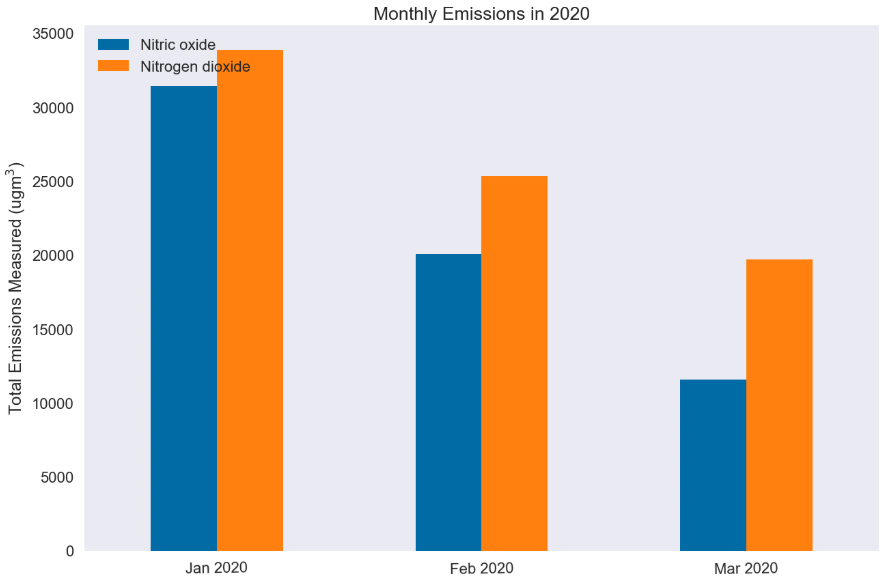 Monthly Emissions in 2020
Nitric oxide
Nitrogen dioxide
Total Emissions Measured (ugm³)
35000
30000
25000
20000
15000
10000
5000
0
Jan 2020
Feb 2020
Mar 2020